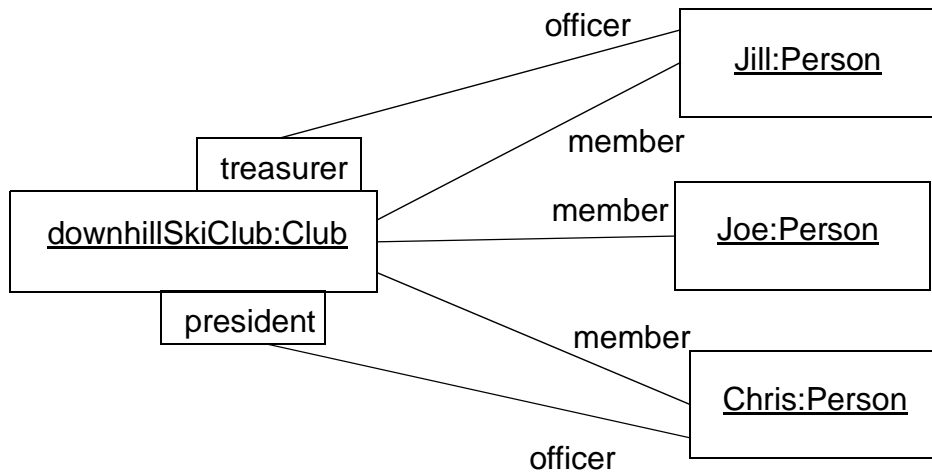 officer
Jill:Person
member
treasurer
member
Joe:Person
downhillSkiClub:Club
president
member
Chris:Person
officer